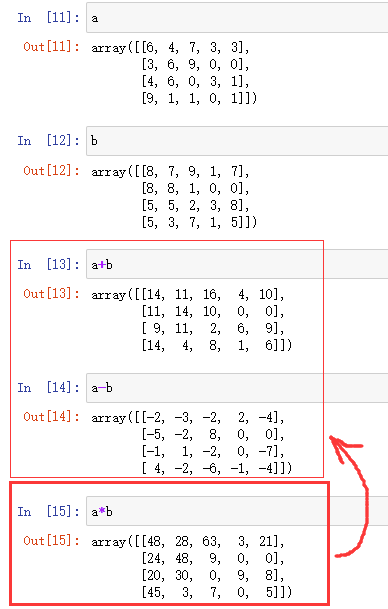 In [11]: a
Out[11]: array([[6, 4, 7, 3, 3],
[3, 6, 9, 0, 0],
[4, 6, 0, 3, 1],
[9, 1, 1, 0, 1]])
In [12]: b
Out[12]: array([[8, 7, 9, 1, 7],
[8, 8, 1, 0, 0],
[5, 5, 2, 3, 8],
[5, 3, 7, 1, 5]])
In [13]: a+b
Out[13]: array([[14, 11, 16, 4, 10],
[11, 14, 10, 0, 0],
[ 9, 11, 2, 6, 9],
[14, 4, 8, 1, 6]])
In [14]: a-b
Out[14]: array([[-2, -3, -2, 2, -4],
[-5, -2, 8, 0, 0],
[-1, 1, -2, 0, -7],
[ 4, -2, -6, -1, -4]])
In [15]: a*b
Out[15]: array([[48, 28, 63, 3, 21],
[24, 48, 9, 0, 0],
[20, 30, 0, 9, 8],
[45, 3, 7, 0, 5]])